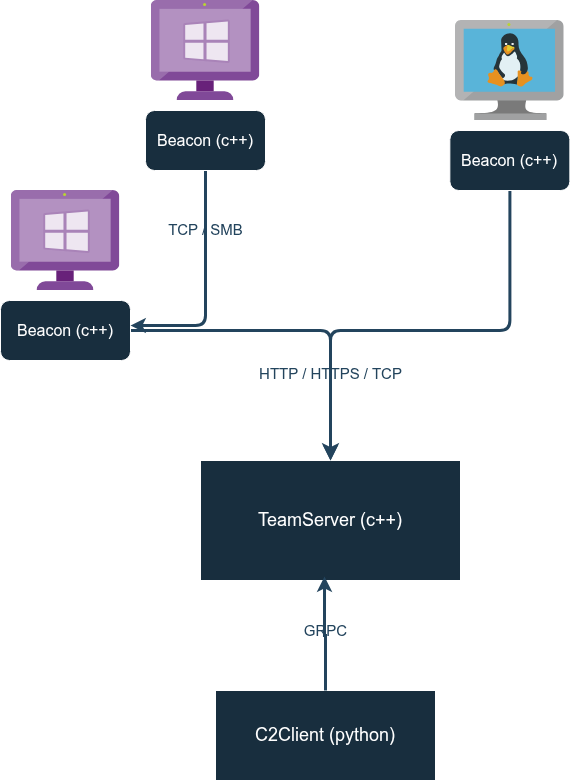 Beacon (c++)
Beacon (c++)
TCP / SMB
Beacon (c++)
HTTP / HTTPS / TCP
TeamServer (c++)
GRPC
C2Client (python)